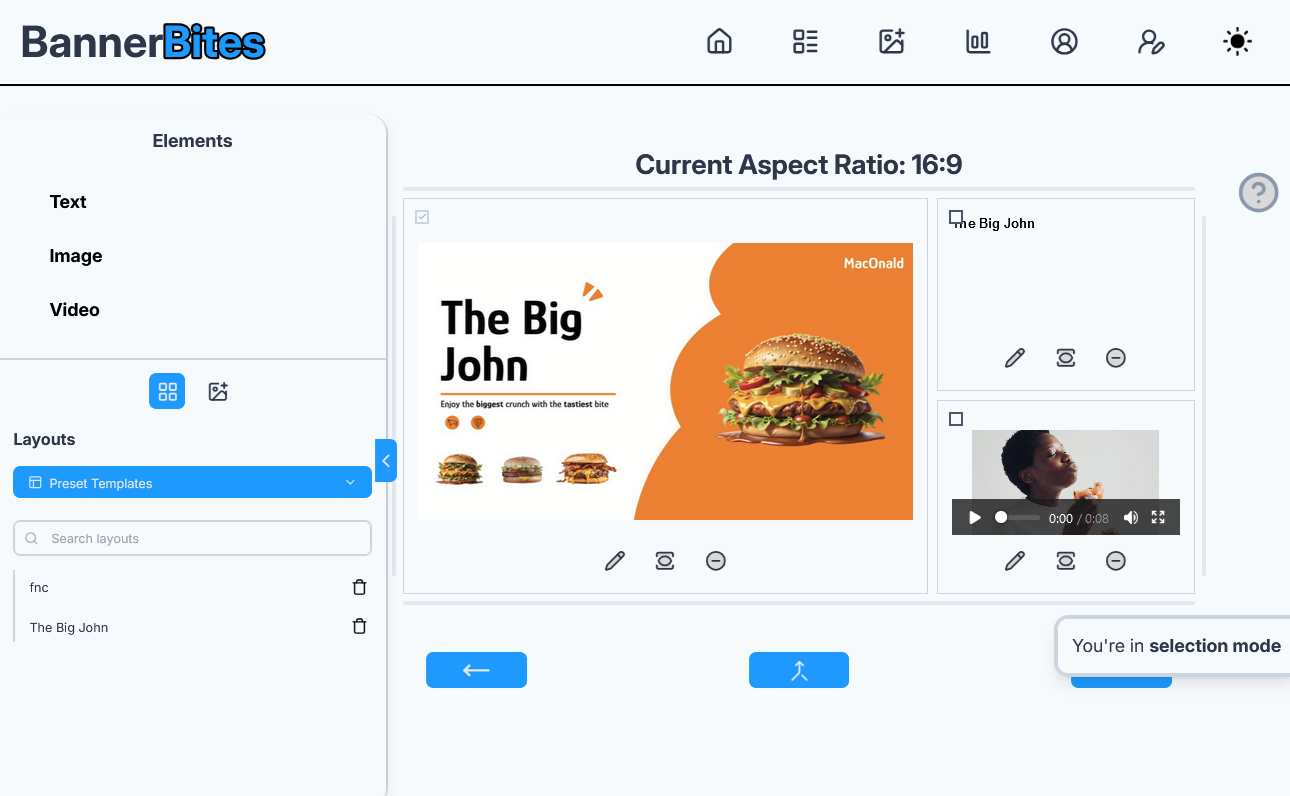 BannerBites
Elements
Text
Image
Video
Layouts
Preset Templates
Search layouts
fnc
The Big John
Current Aspect Ratio: 16:9
MacOnald
The Big
John
Enjoy the biggest crunch with the tastiest bite
The Big John
0:00 / 0:08
You're in selection mode